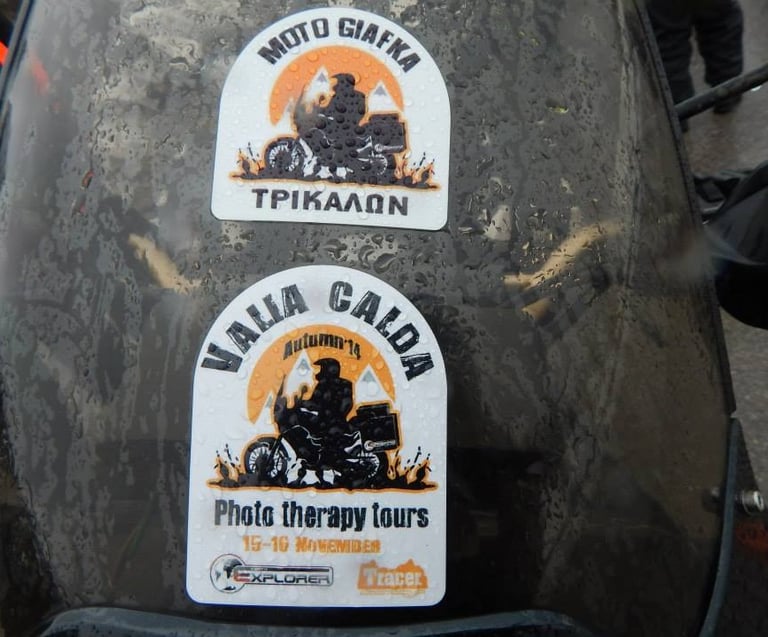 MOTO GIAFKA
ΤΡΙΚΑΛΩΝ
VALIA CALDA
Autumn'14
Photo therapy tours
15-16 NOVEMBER
EXPLORER
Tracer